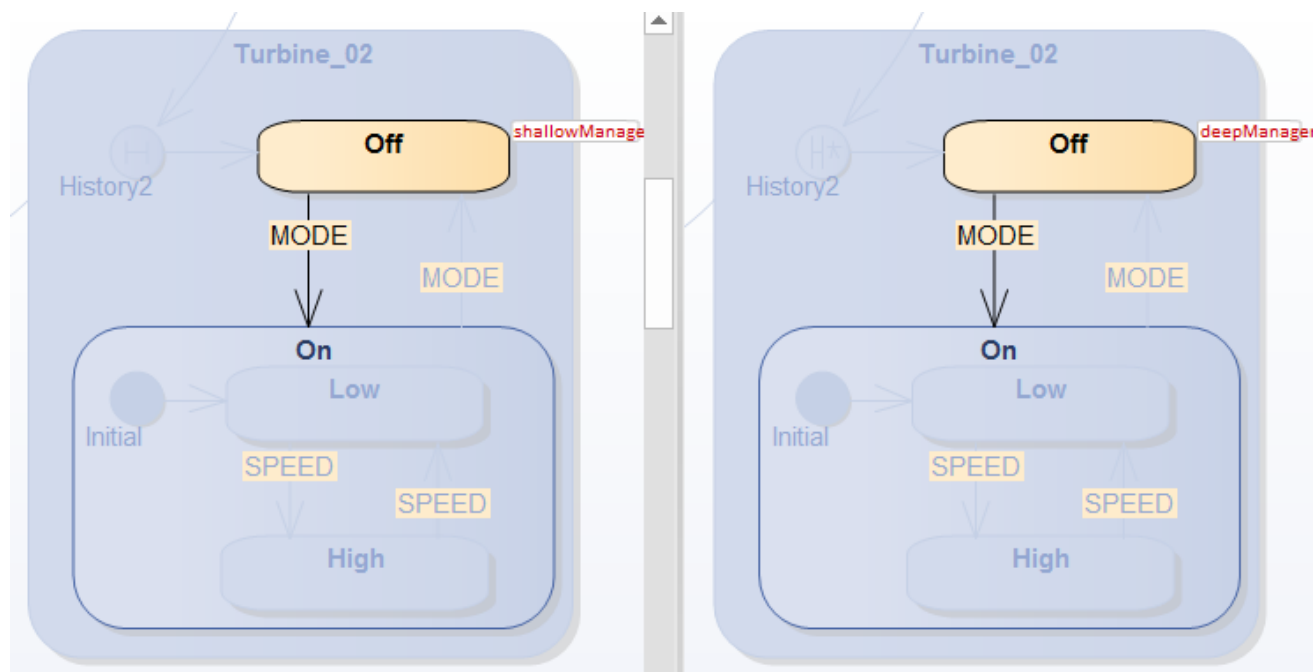 Turbine_02
Off
shallowManage
H
History2
MODE
MODE
On
Low
Initial
SPEED
SPEED
High
Turbine_02
Off
deepManager
H*
History2
MODE
MODE
On
Low
Initial
SPEED
SPEED
High